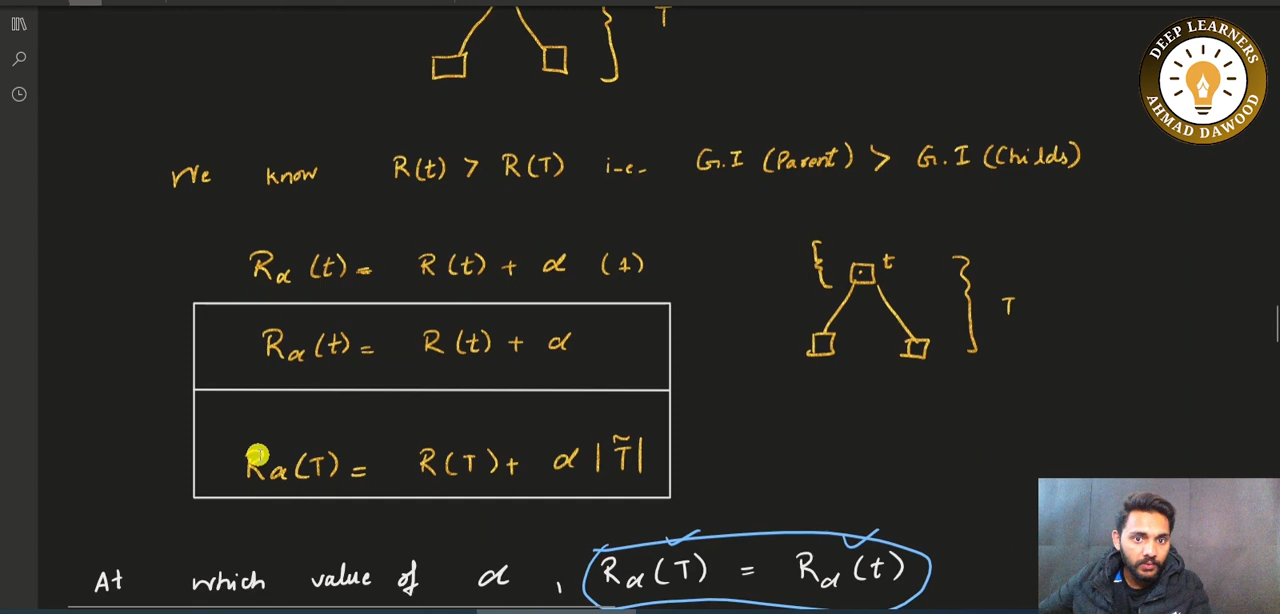 T
DEEP LEARNERS
AHMAD DAWOOD
We know R(t) > R(T) i-e- G.I (Parent) > G.I (Childs)
Rα (t) = R(t) + α (1)
t
Rα(t) = R(t) + α
T
Rα(T) = R(T) + α |T̃|
At which value of α , Rα(T) = Rα(t)